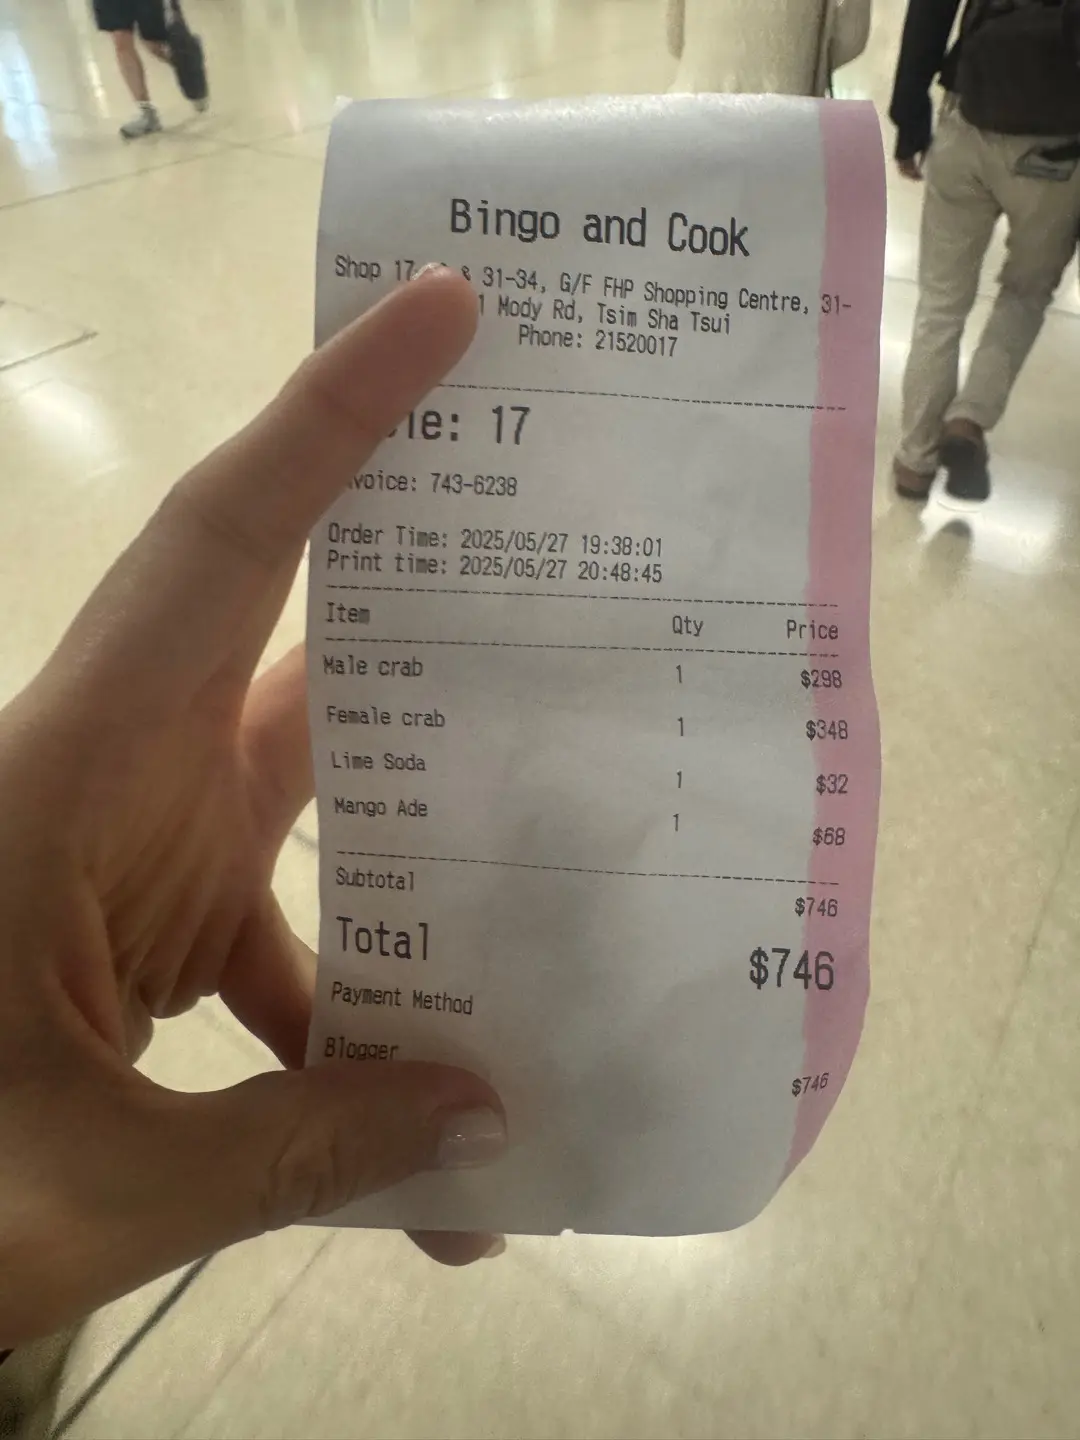 Bingo and Cook
Shop 17 & 31-34, G/F FHP Shopping Centre, 31-
1 Mody Rd, Tsim Sha Tsui
Phone: 21520017
17
743-6238
Order Time: 2025/05/27 19:38:01
Print time: 2025/05/27 20:48:45
Item Qty Price
Male crab 1 $298
Female crab 1 $348
Lime Soda 1 $32
Mango Ade 1 $68
Subtotal $746
Total $746
Payment Method
Blogger $746